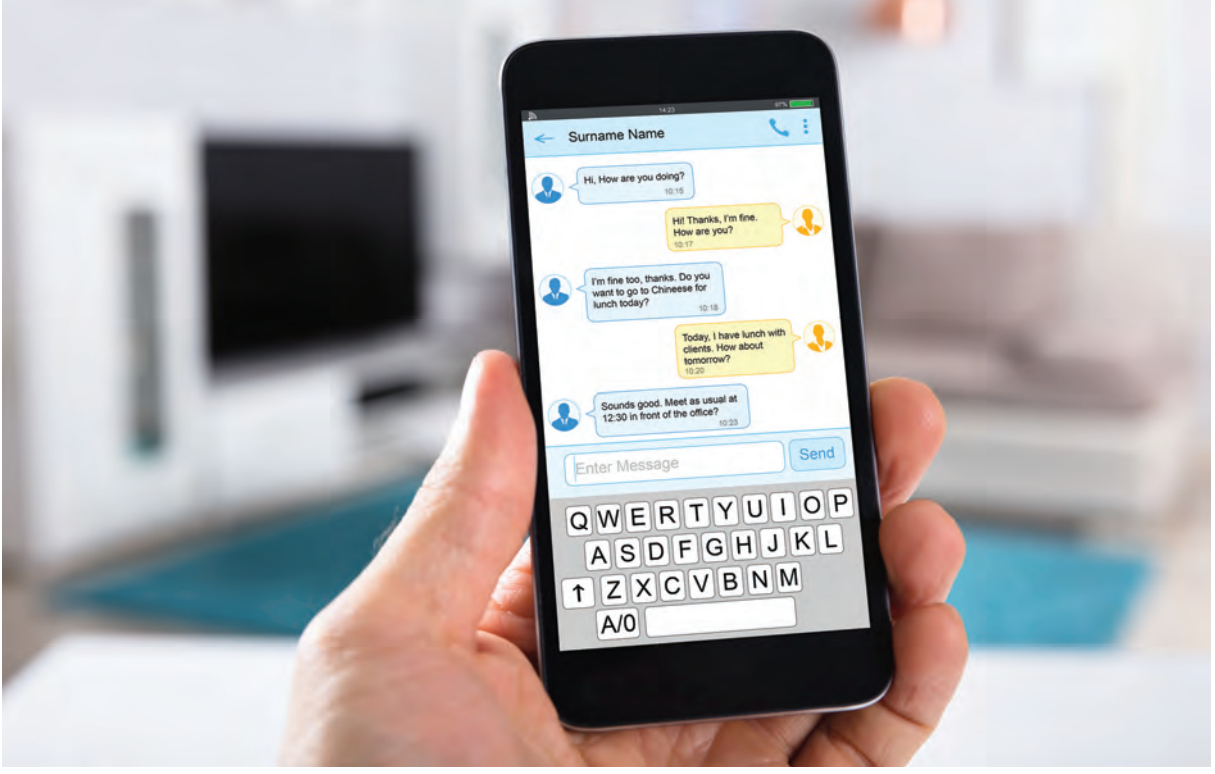 14:23
97%
Surname Name
Hi, How are you doing?
10:15
Hi! Thanks, I'm fine.
How are you?
10:17
I'm fine too, thanks. Do you
want to go to Chineese for
lunch today?
10:18
Today, I have lunch with
clients. How about
tomorrow?
10:20
Sounds good. Meet as usual at
12:30 in front of the office?
10:23
Enter Message
Send
Q W E R T Y U I O P
A S D F G H J K L
↑ Z X C V B N M
A/0